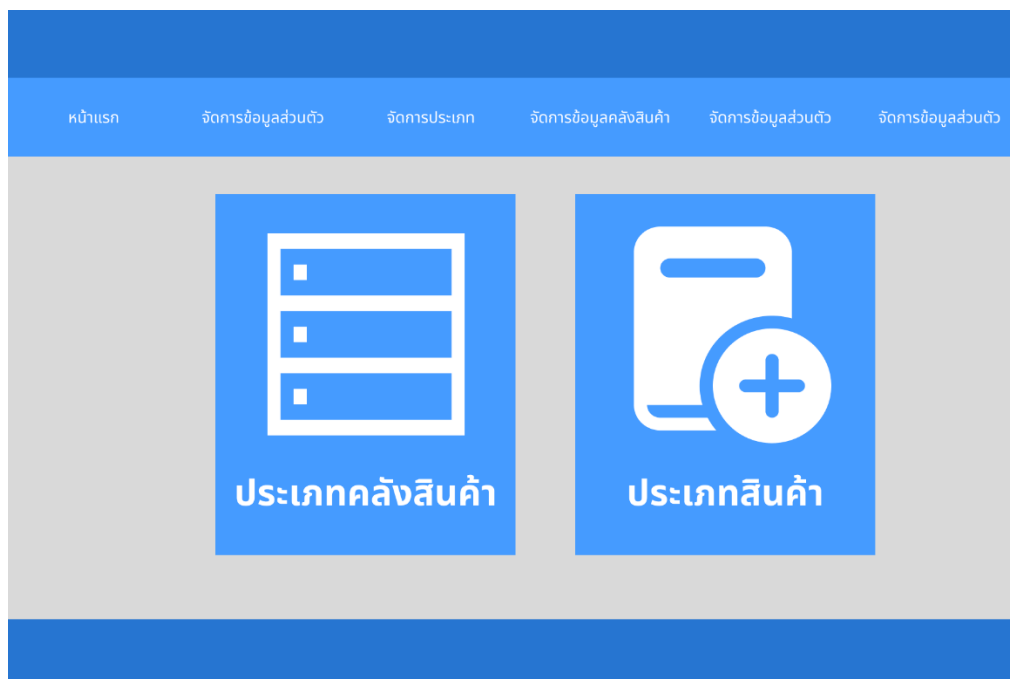 หน้าแรก จัดการข้อมูลส่วนตัว จัดการประเภท จัดการข้อมูลคลังสินค้า จัดการข้อมูลส่วนตัว จัดการข้อมูลส่วนตัว
ประเภทคลังสินค้า ประเภทสินค้า